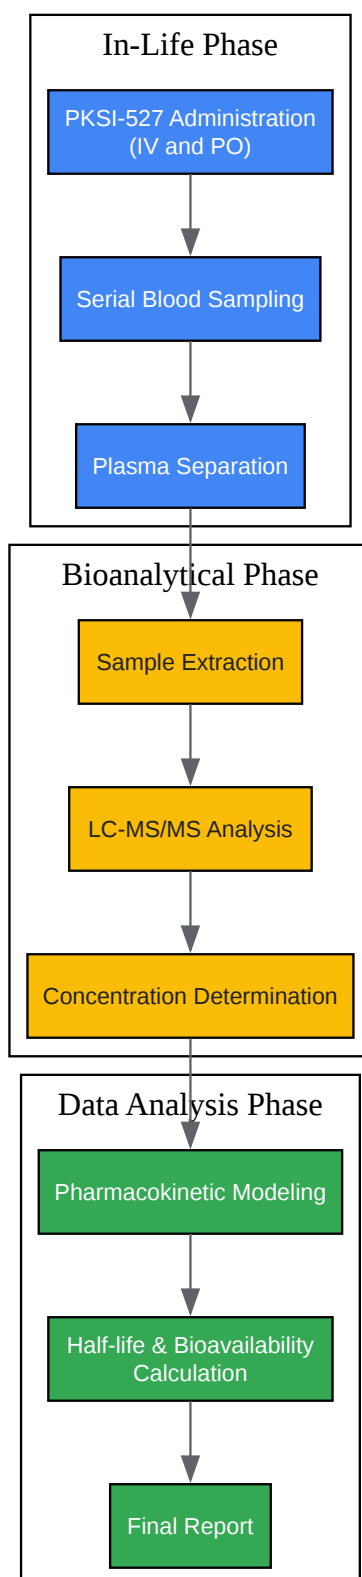 In-Life Phase
PKSI-527 Administration
(IV and PO)
Serial Blood Sampling
Plasma Separation
Bioanalytical Phase
Sample Extraction
LC-MS/MS Analysis
Concentration Determination
Data Analysis Phase
Pharmacokinetic Modeling
Half-life & Bioavailability
Calculation
Final Report